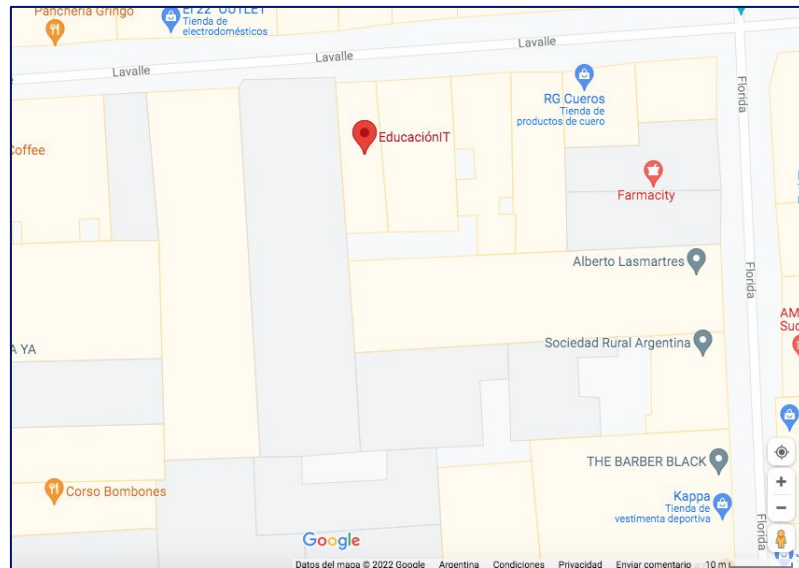 Panchería Gringo
El 22 OUTLET
Tienda de
electrodomésticos
Lavalle
Lavalle
Lavalle
Florida
RG Cueros
Tienda de
productos de cuero
EducaciónIT
Coffee
Farmacity
Alberto Lasmartres
Florida
Sociedad Rural Argentina
AM
Suc
A YA
THE BARBER BLACK
Corso Bombones
Kappa
Tienda de
vestimenta deportiva
Florida
Google
Datos del mapa © 2022 Google Argentina Condiciones Privacidad Enviar comentario 10 m